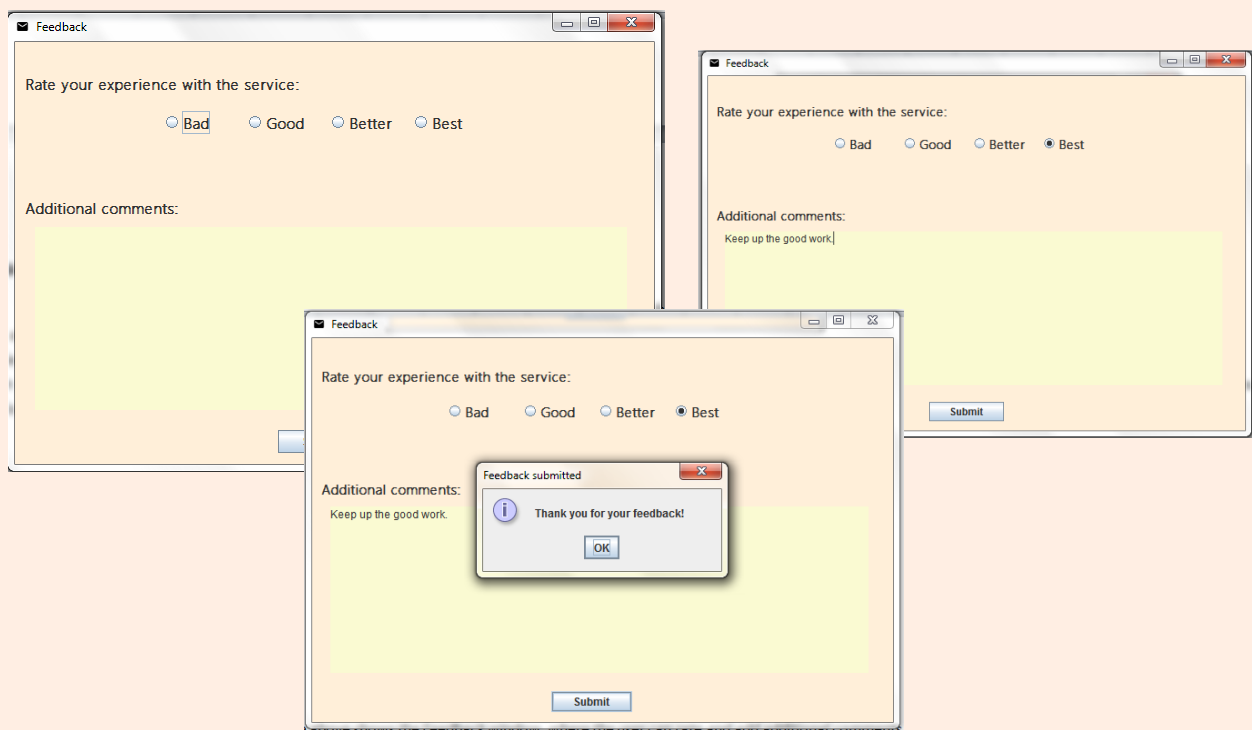 Feedback
Rate your experience with the service:
Bad Good Better Best
Additional comments:
Feedback
Rate your experience with the service:
Bad Good Better Best
Additional comments:
Keep up the good work.
Submit
Feedback
Rate your experience with the service:
Bad Good Better Best
Additional comments:
Keep up the good work.
Feedback submitted
i
Thank you for your feedback!
OK
Submit